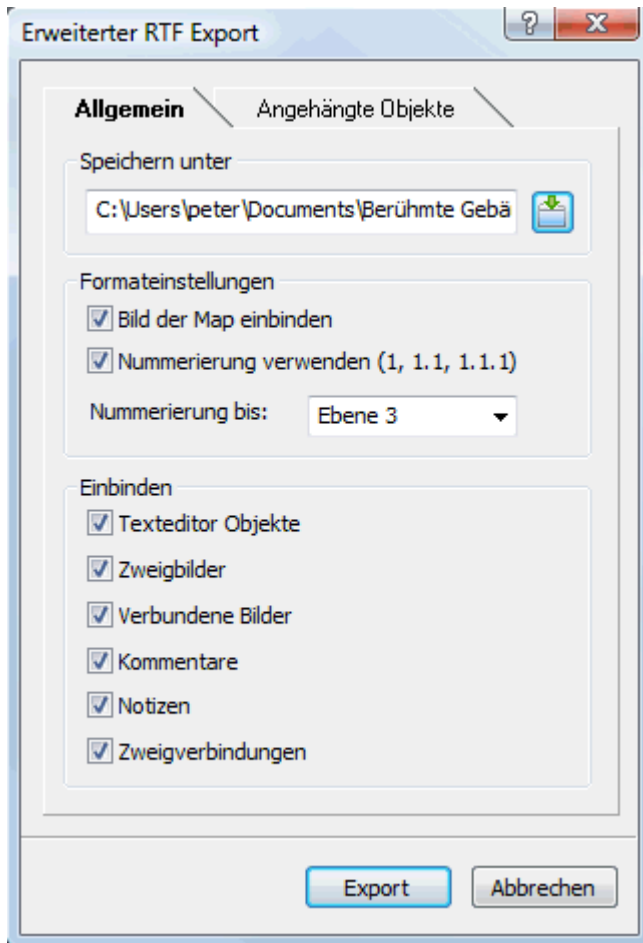 Erweiterter RTF Export
Allgemein Angehängte Objekte
Speichern unter
C:\Users\peter\Documents\Berühmte Gebä
Formateinstellungen
Bild der Map einbinden
Nummerierung verwenden (1, 1.1, 1.1.1)
Nummerierung bis: Ebene 3
Einbinden
Texteditor Objekte
Zweigbilder
Verbundene Bilder
Kommentare
Notizen
Zweigverbindungen
Export Abbrechen